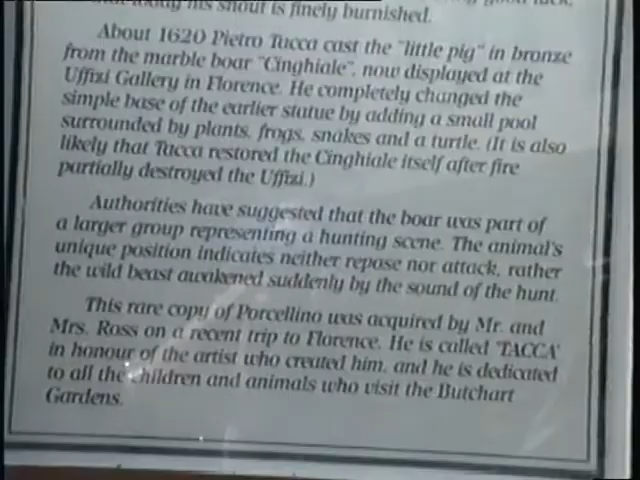 his snout is finely burnished.
About 1620 Pietro Tacca cast the "little pig" in bronze
from the marble boar "Cinghiale", now displayed at the
Uffizi Gallery in Florence. He completely changed the
simple base of the earlier statue by adding a small pool
surrounded by plants, frogs, snakes and a turtle. (It is also
likely that Tacca restored the Cinghiale itself after fire
partially destroyed the Uffizi.)
Authorities have suggested that the boar was part of
a larger group representing a hunting scene. The animal's
unique position indicates neither repose nor attack, rather
the wild beast awakened suddenly by the sound of the hunt.
This rare copy of Porcellino was acquired by Mr. and
Mrs. Ross on a recent trip to Florence. He is called 'TACCA'
in honour of the artist who created him, and he is dedicated
to all the children and animals who visit the Butchart
Gardens.